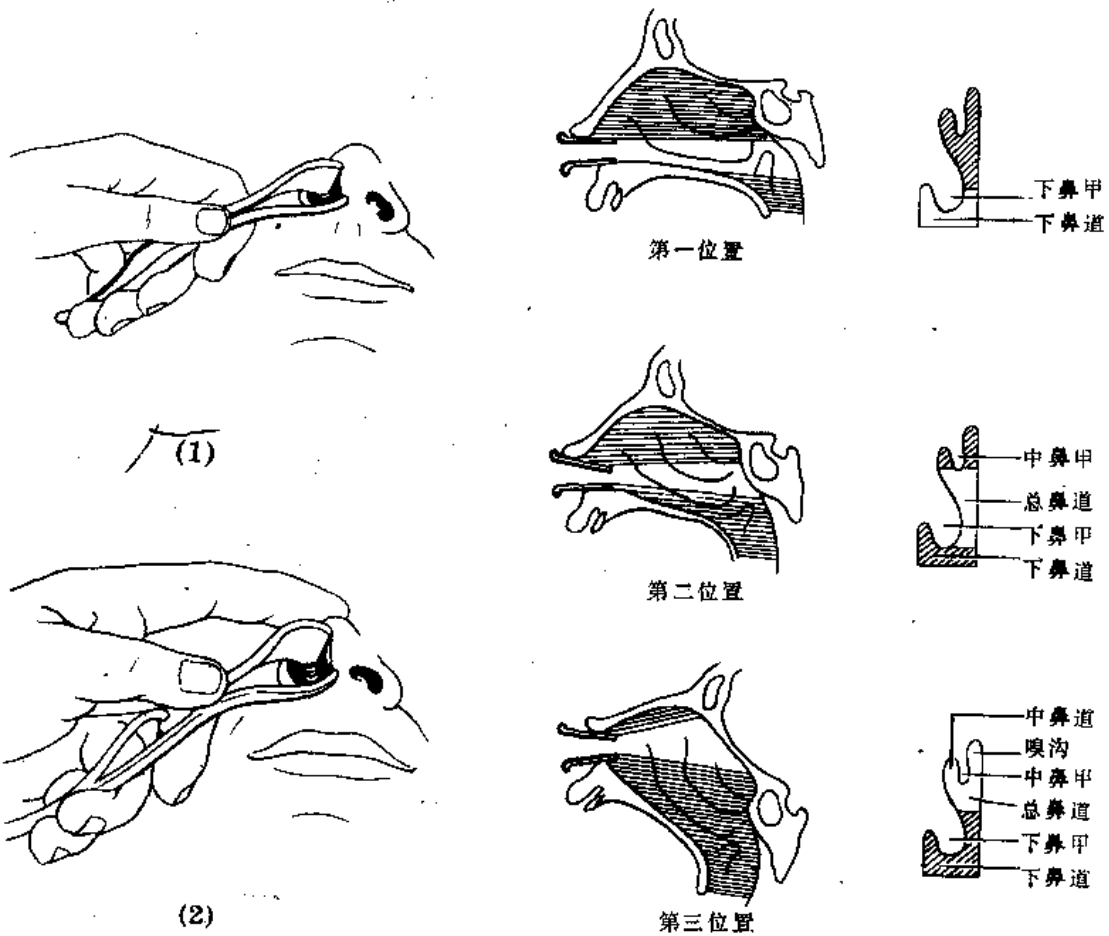 (1)
(2)
第一位置
下鼻甲
下鼻道
第二位置
中鼻甲
总鼻道
下鼻甲
下鼻道
第三位置
中鼻道
嗅沟
中鼻甲
总鼻道
下鼻甲
下鼻道